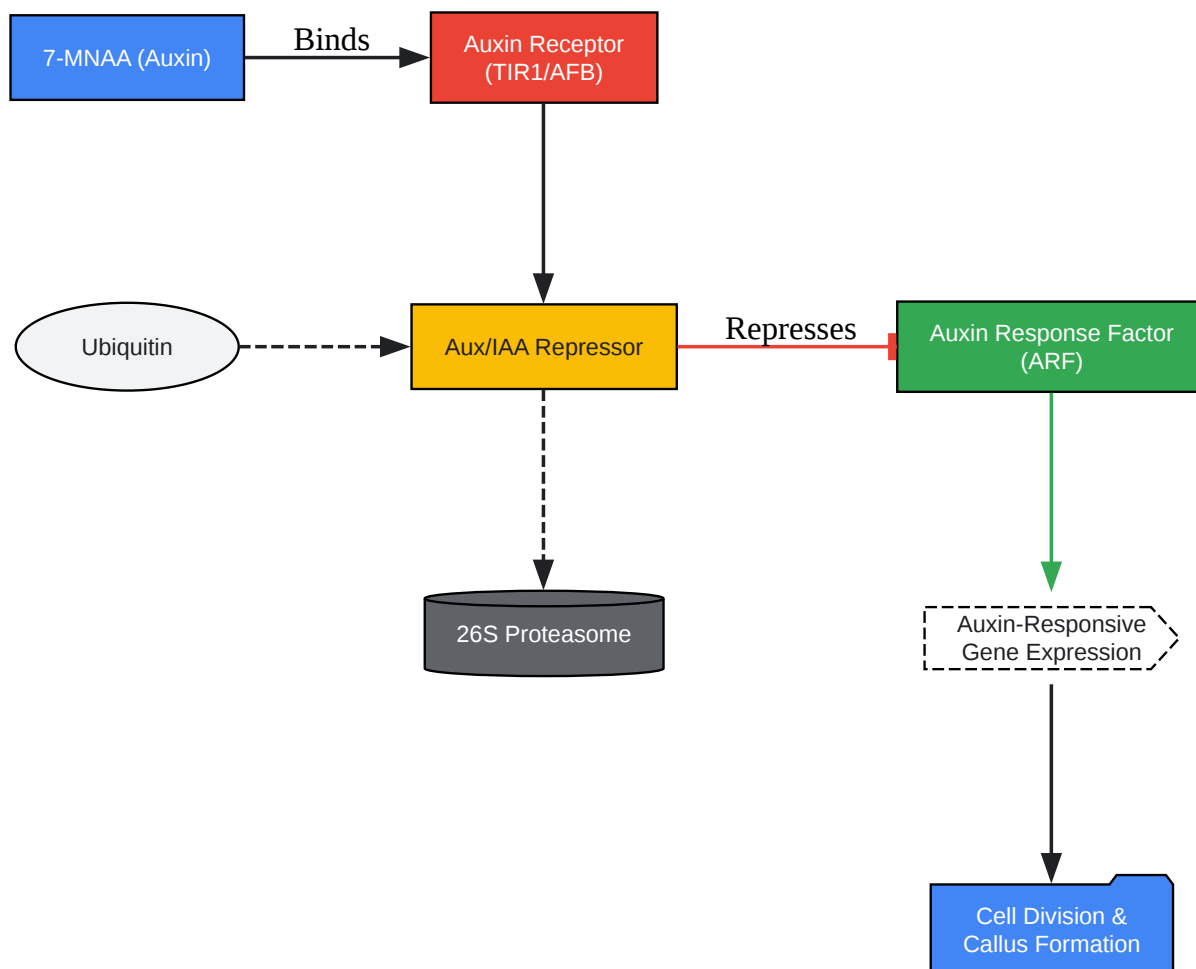 7-MNAA (Auxin)
Binds
Auxin Receptor
(TIR1/AFB)
Ubiquitin
Aux/IAA Repressor
Represses
Auxin Response Factor
(ARF)
26S Proteasome
Auxin-Responsive
Gene Expression
Cell Division &
Callus Formation